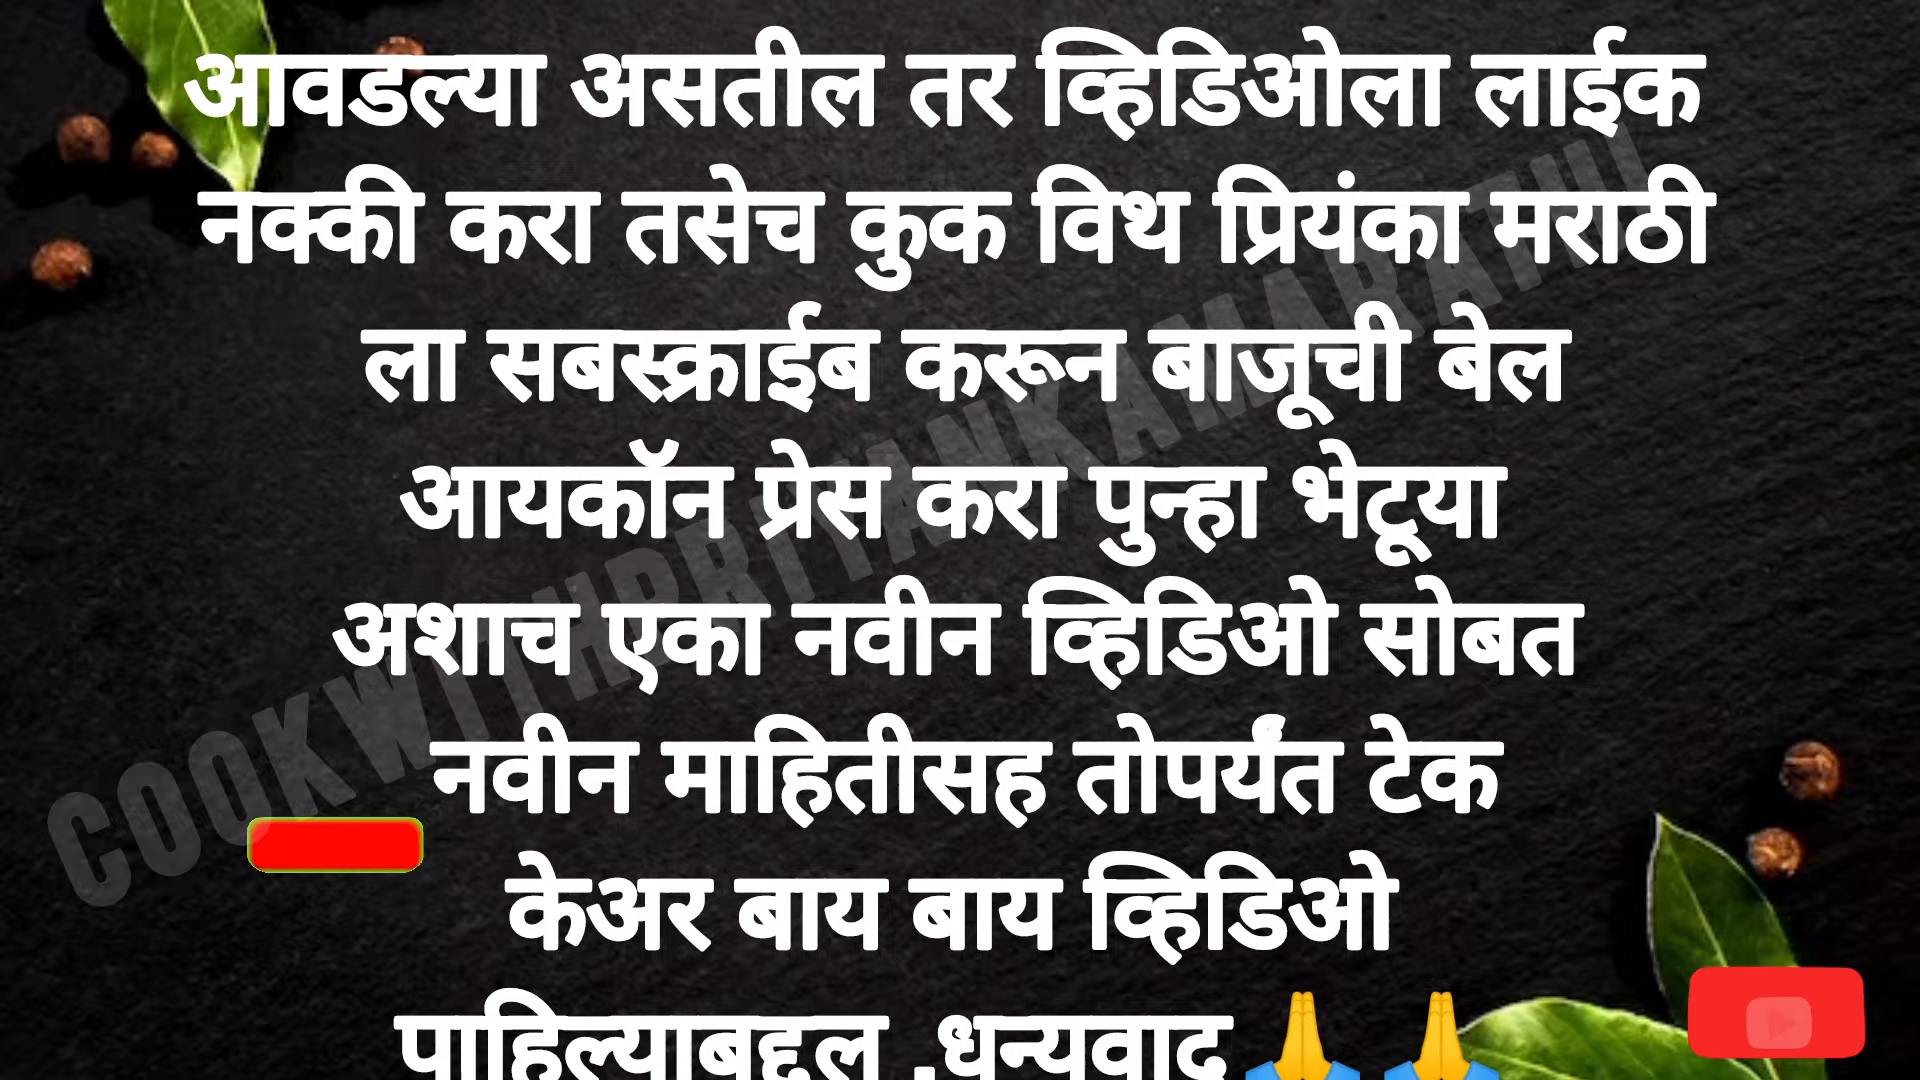 आवडल्या असतील तर व्हिडिओला लाईक
नक्की करा तसेच कुक विथ प्रियंका मराठी
ला सबस्क्राईब करून बाजूची बेल
आयकॉन प्रेस करा पुन्हा भेटूया
अशाच एका नवीन व्हिडिओ सोबत
नवीन माहितीसह तोपर्यंत टेक
केअर बाय बाय व्हिडिओ
पाहिल्याबद्दल .धन्यवाद🙏🙏
COOKWITHPRIYANKAMARATHI